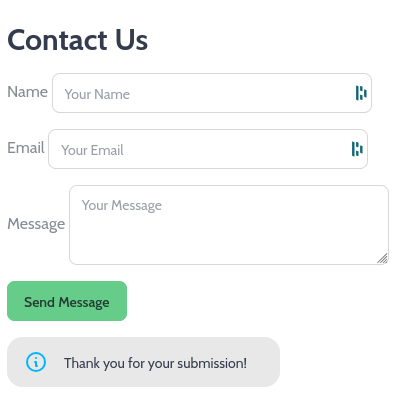 Contact Us
Name Your Name
Email Your Email
Message Your Message
Send Message
Thank you for your submission!